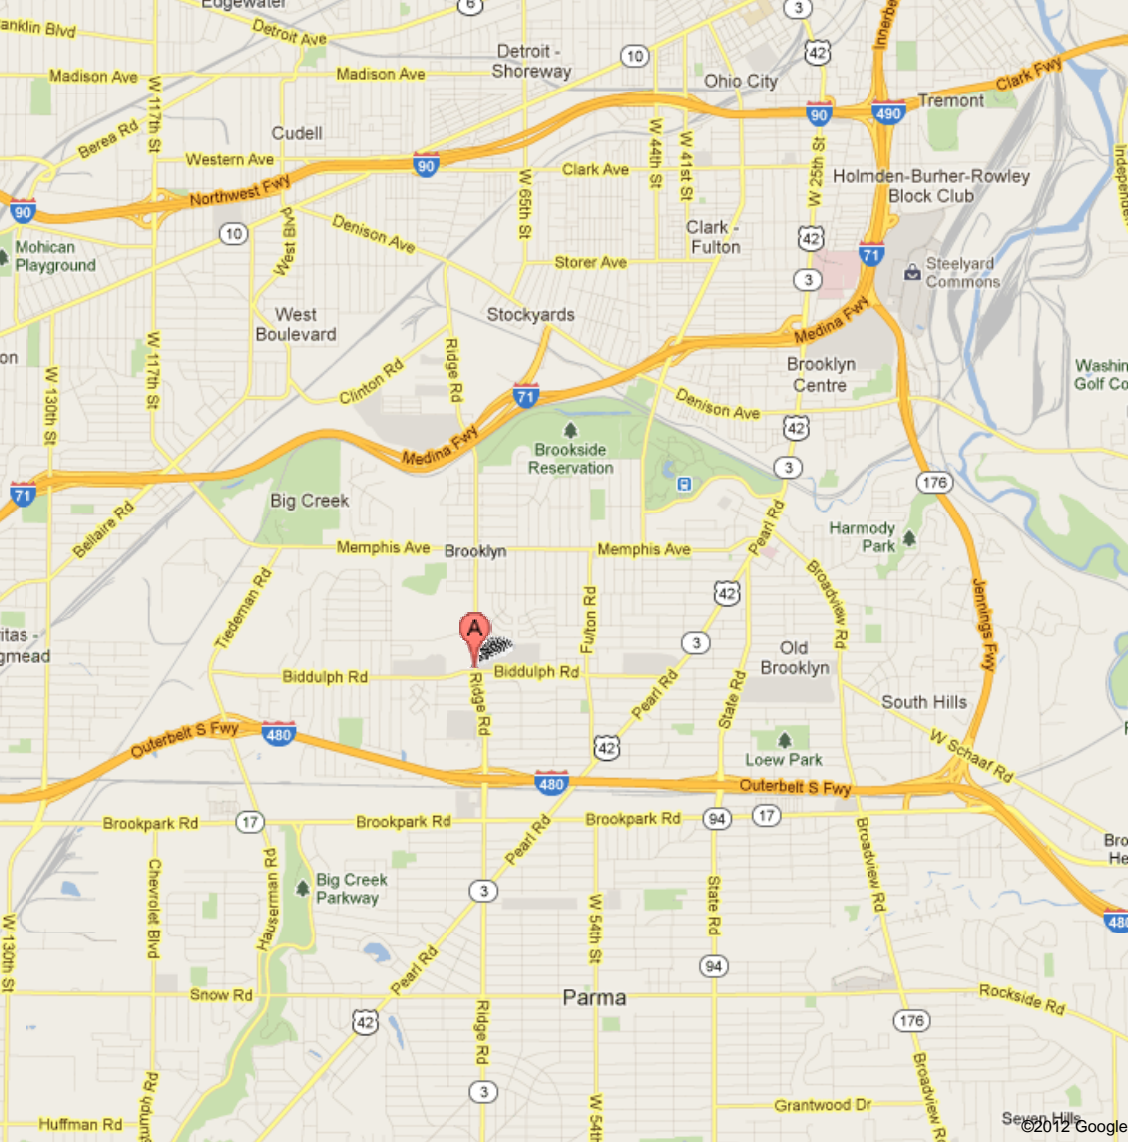 Edgewater
6
3
anklin Blvd
Detroit Ave
Innerbe
42
10
Detroit -
Shoreway
Madison Ave
Madison Ave
Ohio City
Clark Fwy
W 117th St
90
490
Tremont
Berea Rd
Cudell
W 44th St
W 41st St
W 25th St
Western Ave
90
Clark Ave
Holmden-Burher-Rowley
Block Club
Independen
Northwest Fwy
W 65th St
90
10
West Blvd
Denison Ave
Clark -
Fulton
42
71
Mohican
Playground
Storer Ave
3
Steelyard
Commons
West
Boulevard
Stockyards
Medina Fwy
on
W 117th St
Ridge Rd
Brooklyn
Centre
Washin
Golf Co
W 130th St
Clinton Rd
71
Denison Ave
42
Medina Fwy
Brookside
Reservation
3
71
Big Creek
176
Bellaire Rd
Pearl Rd
Harmody
Park
Memphis Ave
Brooklyn
Memphis Ave
Tiedeman Rd
Fulton Rd
42
Broadview Rd
Jennings Fwy
A
3
itas -
gmead
Old
Brooklyn
Biddulph Rd
Biddulph Rd
Ridge Rd
Pearl Rd
State Rd
South Hills
Outerbelt S Fwy
480
42
W Schaaf Rd
Loew Park
480
Outerbelt S Fwy
Brookpark Rd
17
Brookpark Rd
Brookpark Rd
94
17
Pearl Rd
Bro
He
Chevrolet Blvd
Hauserman Rd
Big Creek
Parkway
3
W 54th St
State Rd
Broadview Rd
480
W 130th St
Pearl Rd
94
Snow Rd
Parma
Rockside Rd
42
Ridge Rd
176
3
Broadview Rd
umph Rd
W 54th
Grantwood Dr
Huffman Rd
Seven Hills
©2012 Google